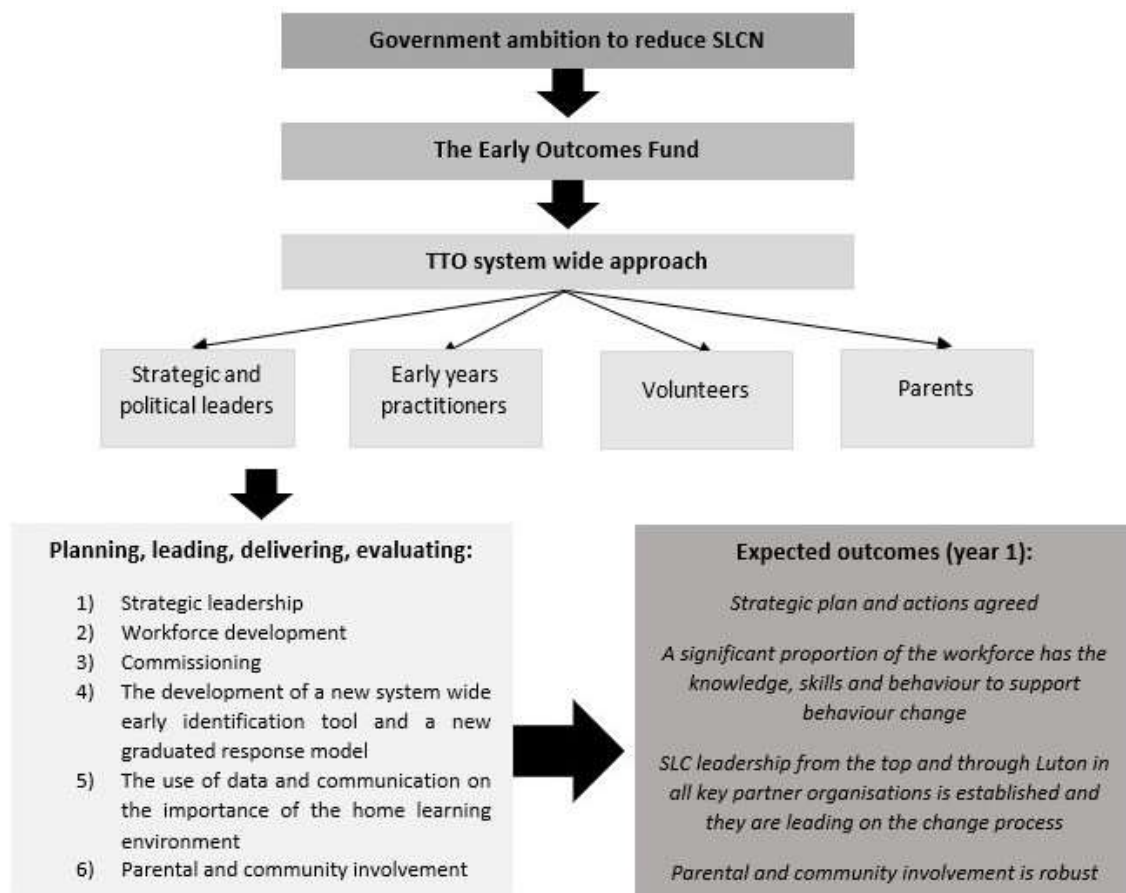 Government ambition to reduce SLCN
The Early Outcomes Fund
TTO system wide approach
Strategic and
political leaders
Early years
practitioners
Volunteers
Parents
Planning, leading, delivering, evaluating:
1) Strategic leadership
2) Workforce development
3) Commissioning
4) The development of a new system wide
early identification tool and a new
graduated response model
5) The use of data and communication on
the importance of the home learning
environment
6) Parental and community involvement
Expected outcomes (year 1):
Strategic plan and actions agreed
A significant proportion of the workforce has the
knowledge, skills and behaviour to support
behaviour change
SLC leadership from the top and through Luton in
all key partner organisations is established and
they are leading on the change process
Parental and community involvement is robust